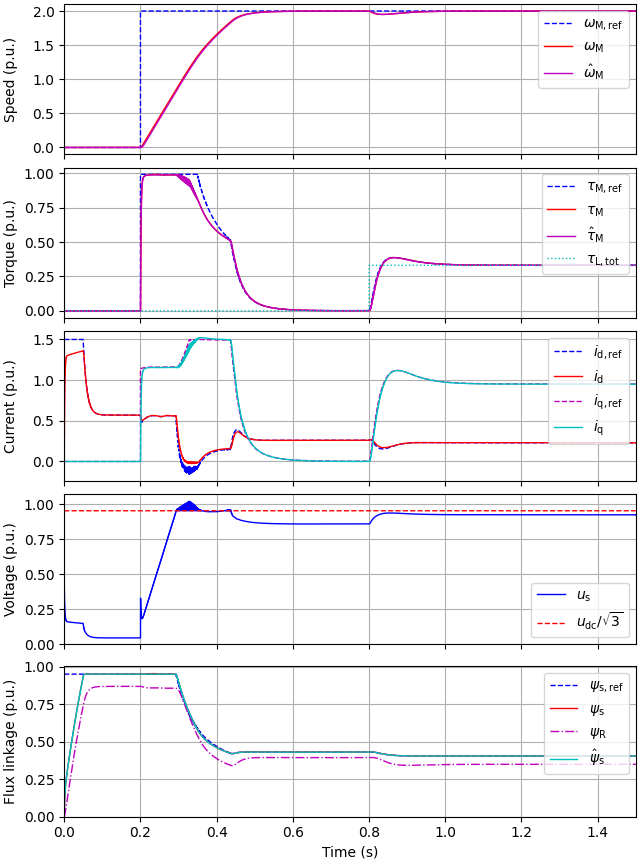 2.0
1.5
1.0
0.5
0.0
Speed (p.u.)
ω_M,ref
ω_M
ω̂_M
1.00
0.75
0.50
0.25
0.00
Torque (p.u.)
τ_M,ref
τ_M
τ̂_M
τ_L,tot
1.5
1.0
0.5
0.0
Current (p.u.)
i_d,ref
i_d
i_q,ref
i_q
1.00
0.75
0.50
0.25
0.00
Voltage (p.u.)
u_s
u_dc/√3
1.00
0.75
0.50
0.25
0.00
Flux linkage (p.u.)
ψ_s,ref
ψ_s
ψ_R
ψ̂_s
0.0 0.2 0.4 0.6 0.8 1.0 1.2 1.4
Time (s)